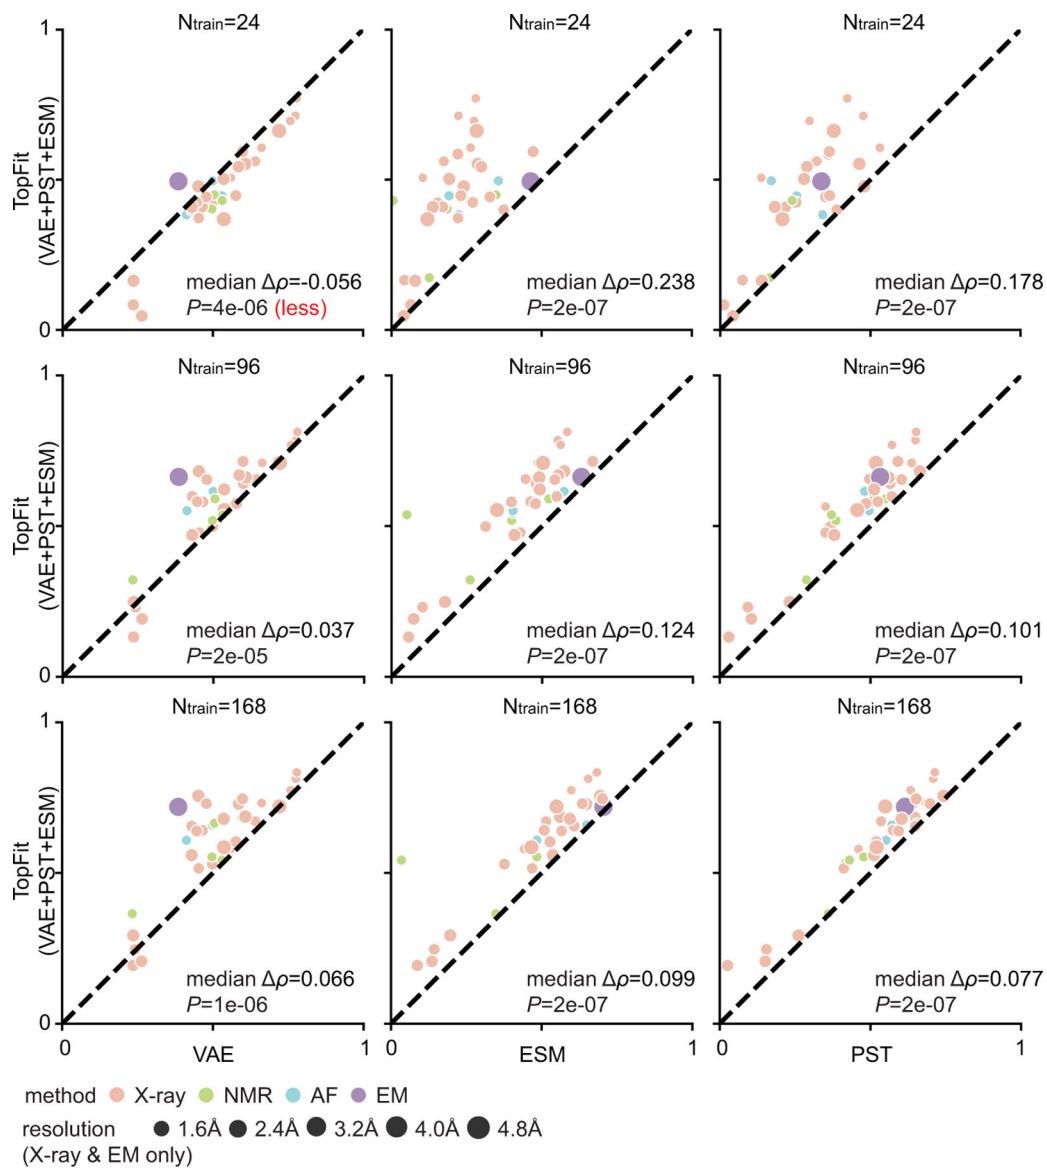 Ntrain=24 Ntrain=24 Ntrain=24
1
TopFit
(VAE+PST+ESM)
median Δρ=-0.056
P=4e-06 (less)
median Δρ=0.238
P=2e-07
median Δρ=0.178
P=2e-07
0
Ntrain=96 Ntrain=96 Ntrain=96
1
TopFit
(VAE+PST+ESM)
median Δρ=0.037
P=2e-05
median Δρ=0.124
P=2e-07
median Δρ=0.101
P=2e-07
0
Ntrain=168 Ntrain=168 Ntrain=168
1
TopFit
(VAE+PST+ESM)
median Δρ=0.066
P=1e-06
median Δρ=0.099
P=2e-07
median Δρ=0.077
P=2e-07
0
0 VAE 1 0 ESM 1 0 PST 1
method X-ray NMR AF EM
resolution 1.6Å 2.4Å 3.2Å 4.0Å 4.8Å
(X-ray & EM only)